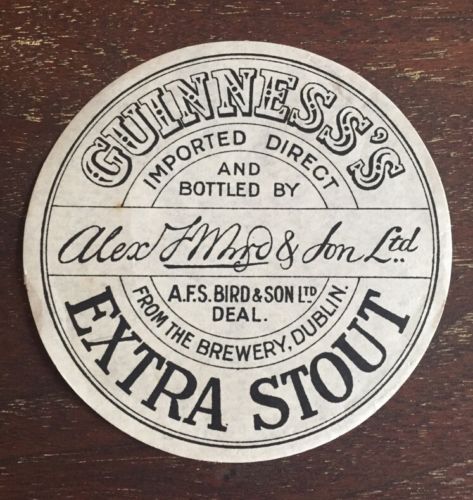 GUINNESS'S
IMPORTED DIRECT
AND
BOTTLED BY
Alex & Son Ltd
A.F.S. BIRD & SON LTD
DEAL.
FROM THE BREWERY, DUBLIN.
EXTRA STOUT